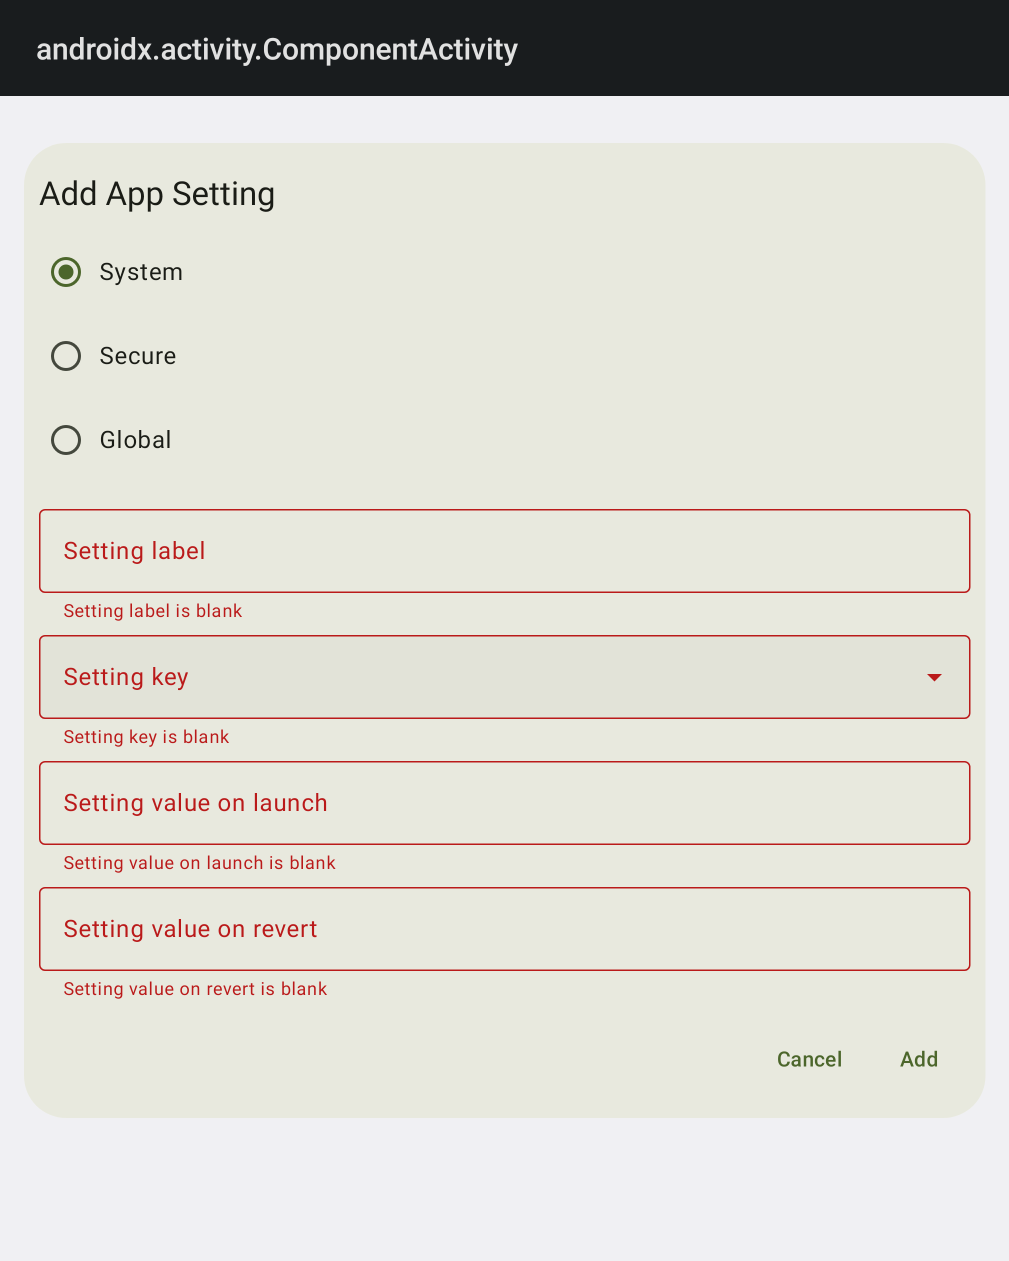 androidx.activity.ComponentActivity
Add App Setting
System
Secure
Global
Setting label
Setting label is blank
Setting key
Setting key is blank
Setting value on launch
Setting value on launch is blank
Setting value on revert
Setting value on revert is blank
Cancel Add